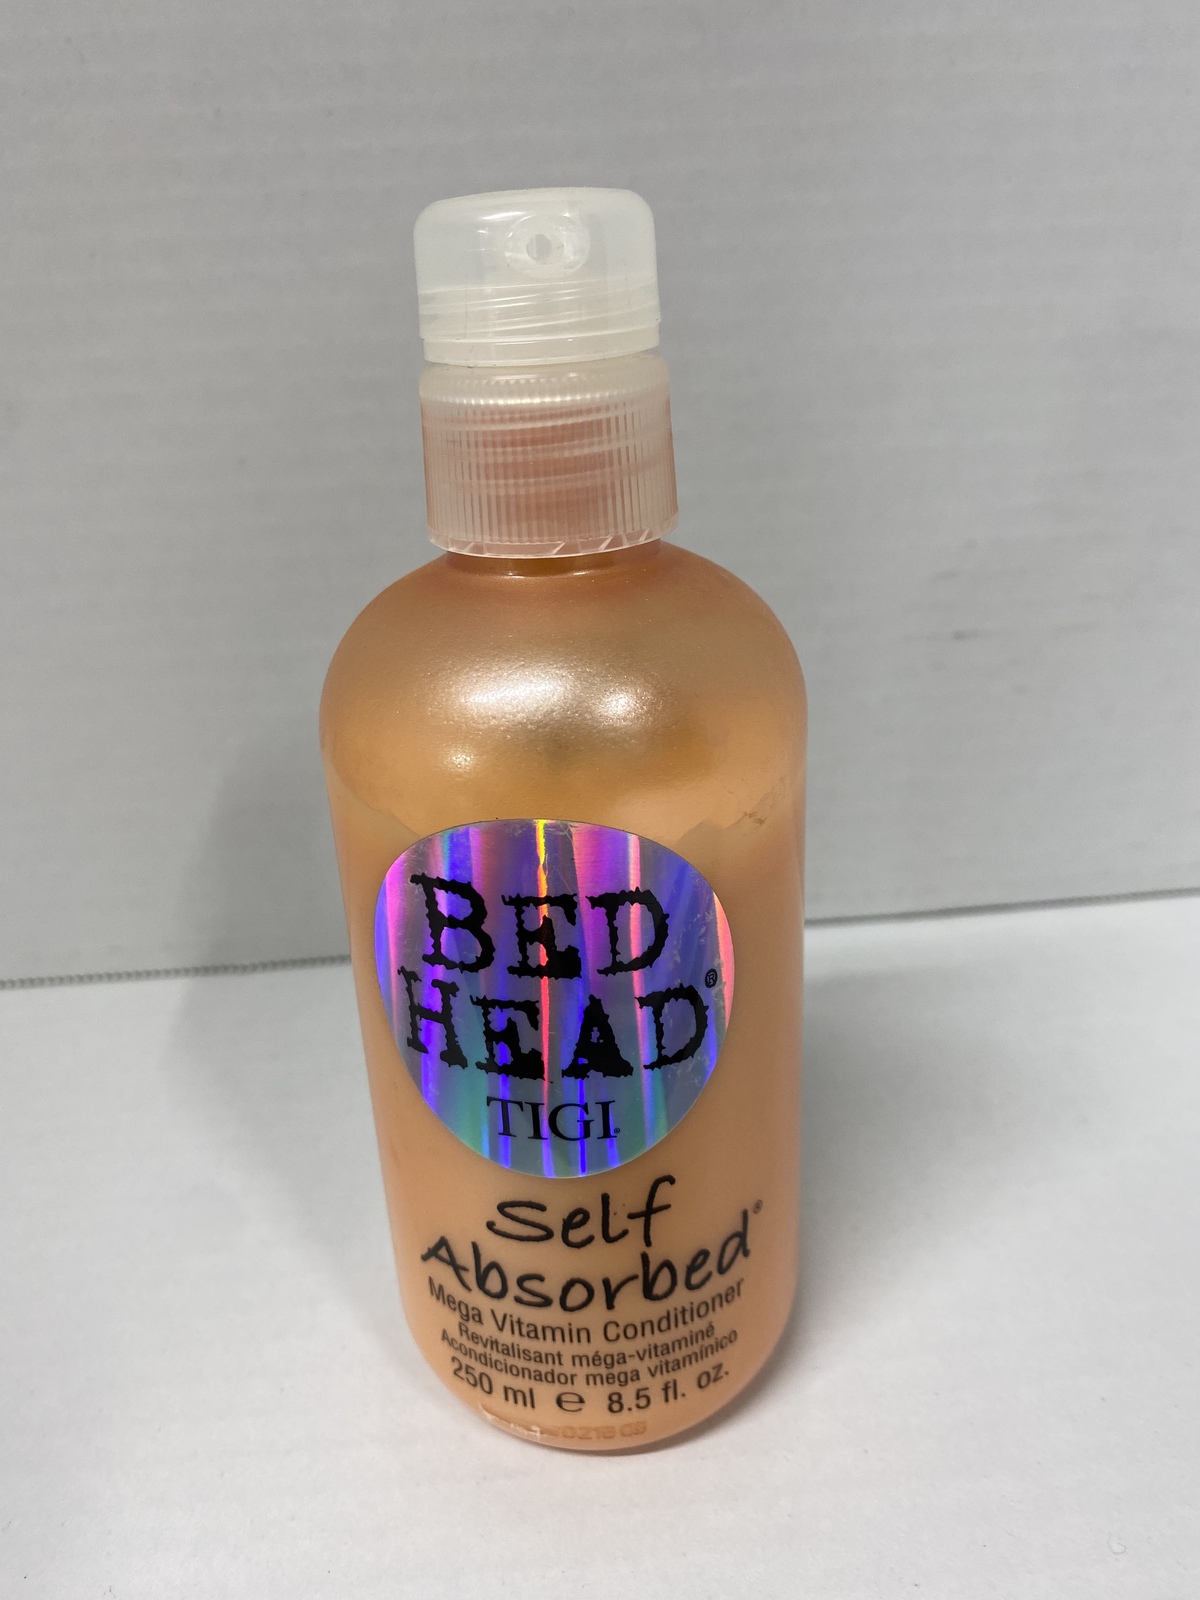 BED
HEAD®
TIGI®
Self
Absorbed®
Mega Vitamin Conditioner
Revitalisant méga-vitaminé
Acondicionador mega vitamínico
250 ml ℮ 8.5 fl. oz.